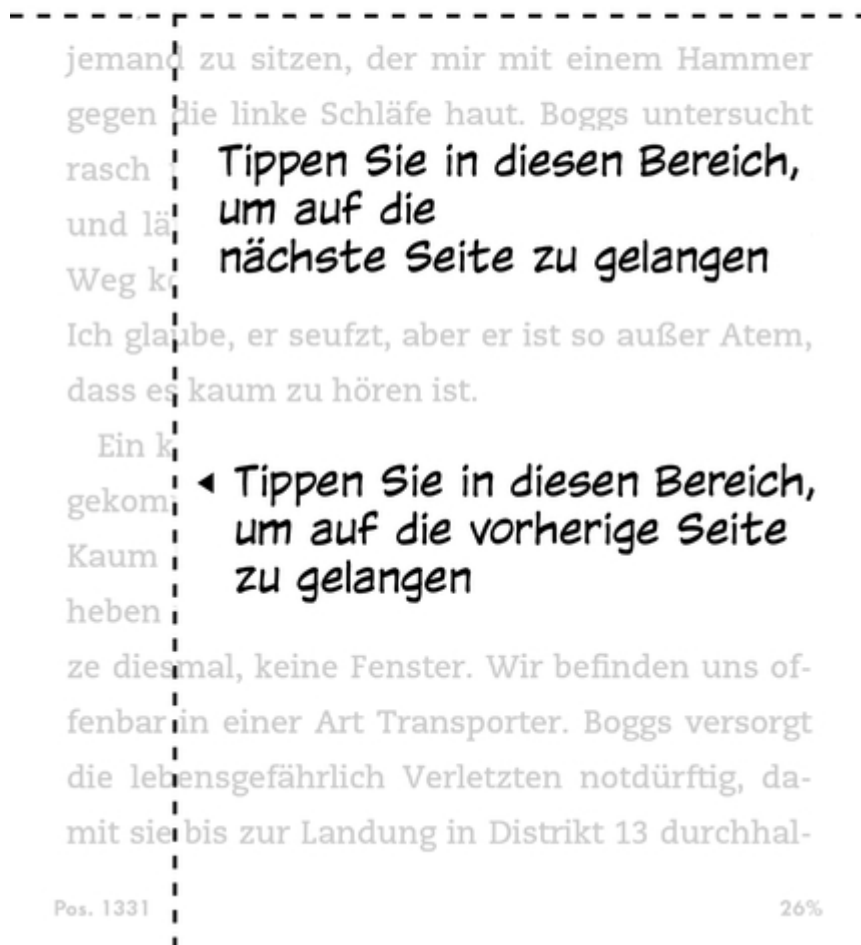 jemand zu sitzen, der mir mit einem Hammer
gegen die linke Schläfe haut. Boggs untersucht
rasch
Tippen Sie in diesen Bereich,
und lä
um auf die
nächste Seite zu gelangen
Weg
Ich glaube, er seufzt, aber er ist so außer Atem,
dass es kaum zu hören ist.
Ein k
◂ Tippen Sie in diesen Bereich,
gekom
um auf die vorherige Seite
Kaum
zu gelangen
heben
ze diesmal, keine Fenster. Wir befinden uns of-
fenbar in einer Art Transporter. Boggs versorgt
die lebensgefährlich Verletzten notdürftig, da-
mit sie bis zur Landung in Distrikt 13 durchhal-
Pos. 1331 26%